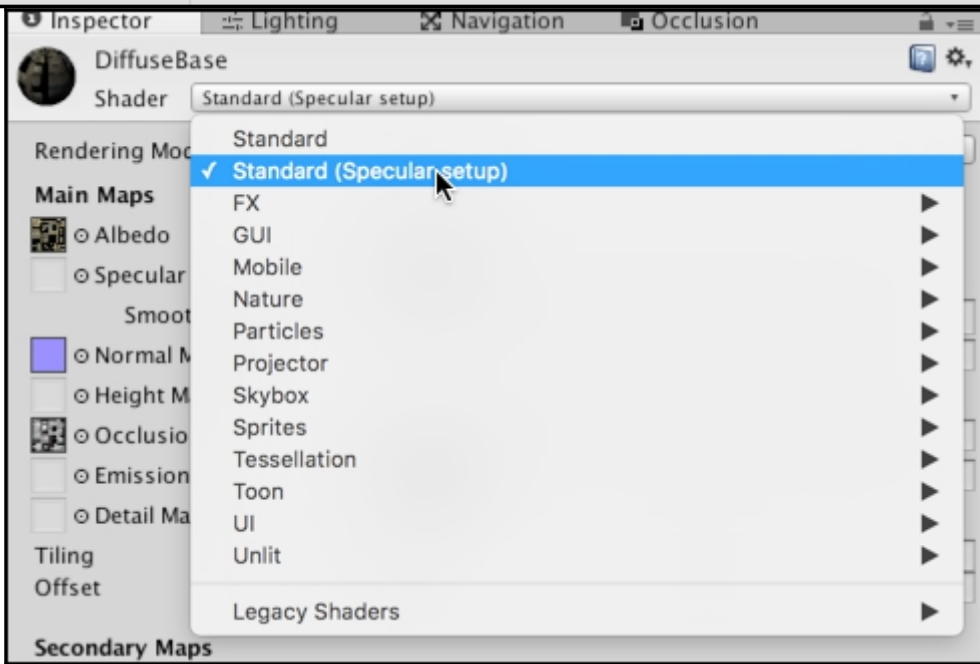 Inspector Lighting Navigation Occlusion
DiffuseBase
Shader Standard (Specular setup)
Rendering Mod
Main Maps
Albedo
Specular
Smoot
Normal M
Height M
Occlusio
Emission
Detail Ma
Tiling
Offset
Secondary Maps
Standard
✓ Standard (Specular setup)
FX
GUI
Mobile
Nature
Particles
Projector
Skybox
Sprites
Tessellation
Toon
UI
Unlit
Legacy Shaders